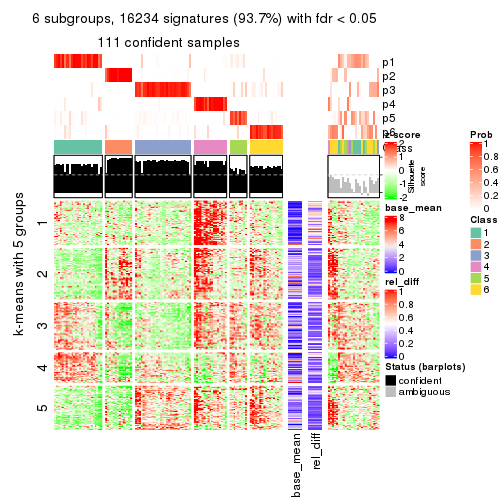 6 subgroups, 16234 signatures (93.7%) with fdr < 0.05
111 confident samples
p1
p2
p3
p4
p5
p6
Class
Silhouette
score
k-means with 5 groups
1
2
3
4
5
base_mean
rel_diff
z-score
2
1
0
-1
-2
base_mean
8
6
4
2
0
rel_diff
1
0.8
0.6
0.4
0.2
0
Status (barplots)
confident
ambiguous
Prob
1
0.8
0.6
0.4
0.2
0
Class
1
2
3
4
5
6